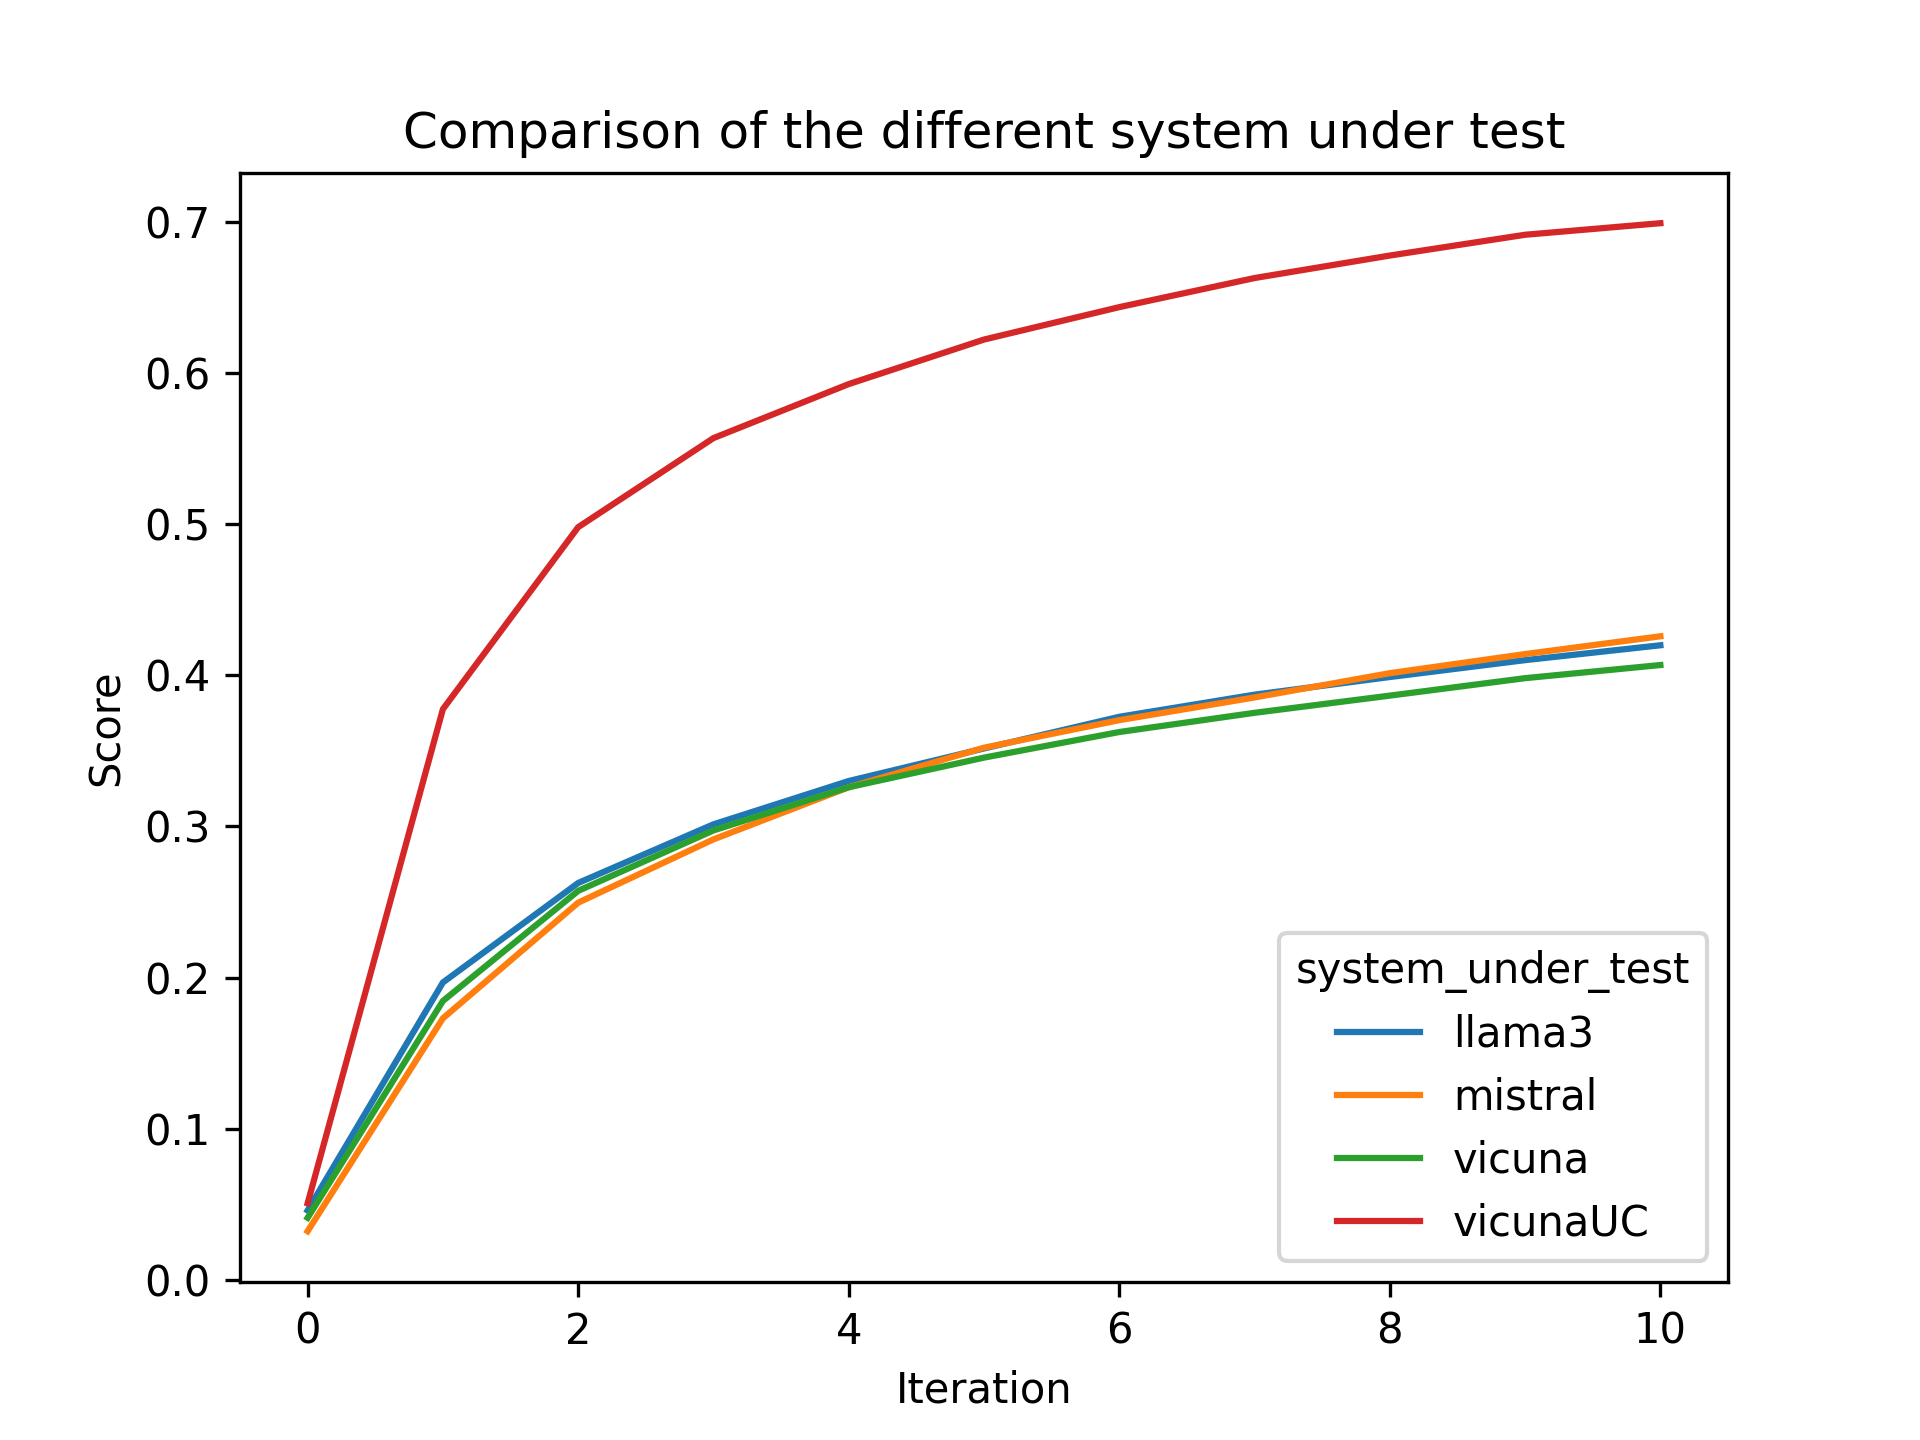 Comparison of the different system under test
0.7
0.6
0.5
0.4
0.3
0.2
0.1
0.0
Score
0 2 4 6 8 10
Iteration
system_under_test
llama3
mistral
vicuna
vicunaUC